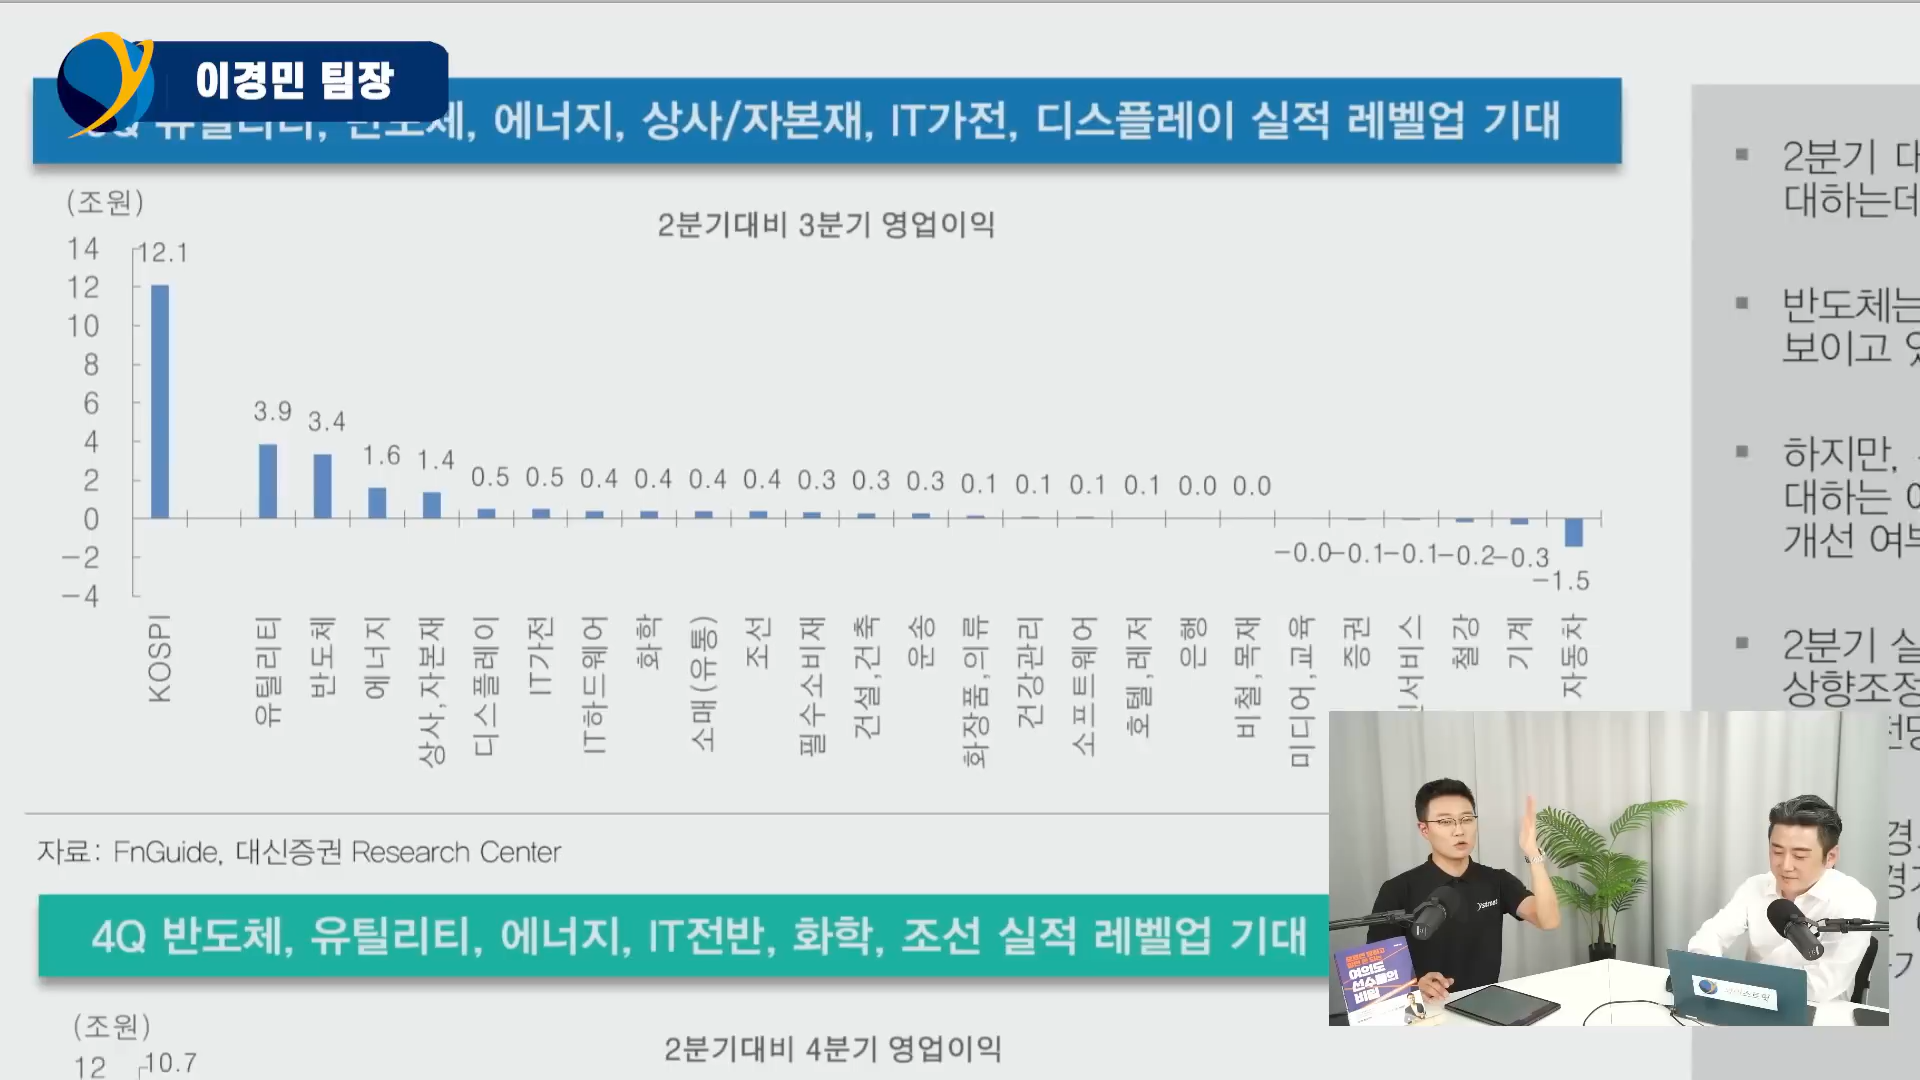 이경민 팀장
에너지, 상사/자본재, IT가전, 디스플레이 실적 레벨업 기대
(조원)
2분기대비 3분기 영업이익
14
12
10
8
6
4
2
0
-2
-4
12.1
3.9
3.4
1.6
1.4
0.5
0.5
0.4
0.4
0.4
0.4
0.3
0.3
0.3
0.1
0.1
0.1
0.1
0.0
0.0
-0.0
-0.1
-0.1
-0.2
-0.3
-1.5
KOSPI
유틸리티
반도체
에너지
상사,자본재
디스플레이
IT가전
IT하드웨어
화학
소매(유통)
조선
필수소비재
건설,건축
운송
화장품,의류
건강관리
소프트웨어
호텔,레저
은행
비철,목재
미디어,교육
증권
서비스
철강
기계
자동차
자료: FnGuide, 대신증권 Research Center
4Q 반도체, 유틸리티, 에너지, IT전반, 화학, 조선 실적 레벨업 기대
(조원)
2분기대비 4분기 영업이익
12
10.7
2분기
대하는데
반도체는
보이고
하지만,
대하는
개선
2분기
상향조정
여의도
선수들의
비밀